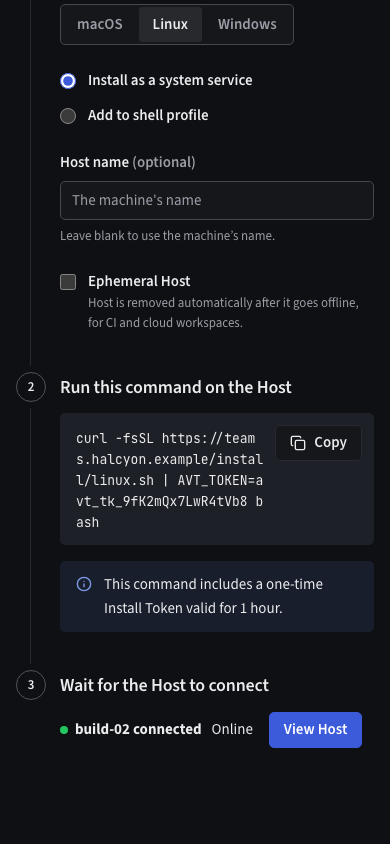 macOS Linux Windows
Install as a system service
Add to shell profile
Host name (optional)
The machine's name
Leave blank to use the machine's name.
Ephemeral Host
Host is removed automatically after it goes offline,
for CI and cloud workspaces.
2 Run this command on the Host
curl -fsSL https://team
s.halcyon.example/instal
l/linux.sh | AVT_TOKEN=a
vt_tk_9fK2mQx7LwR4tVb8 b
ash
Copy
This command includes a one-time
Install Token valid for 1 hour.
3 Wait for the Host to connect
build-02 connected Online View Host